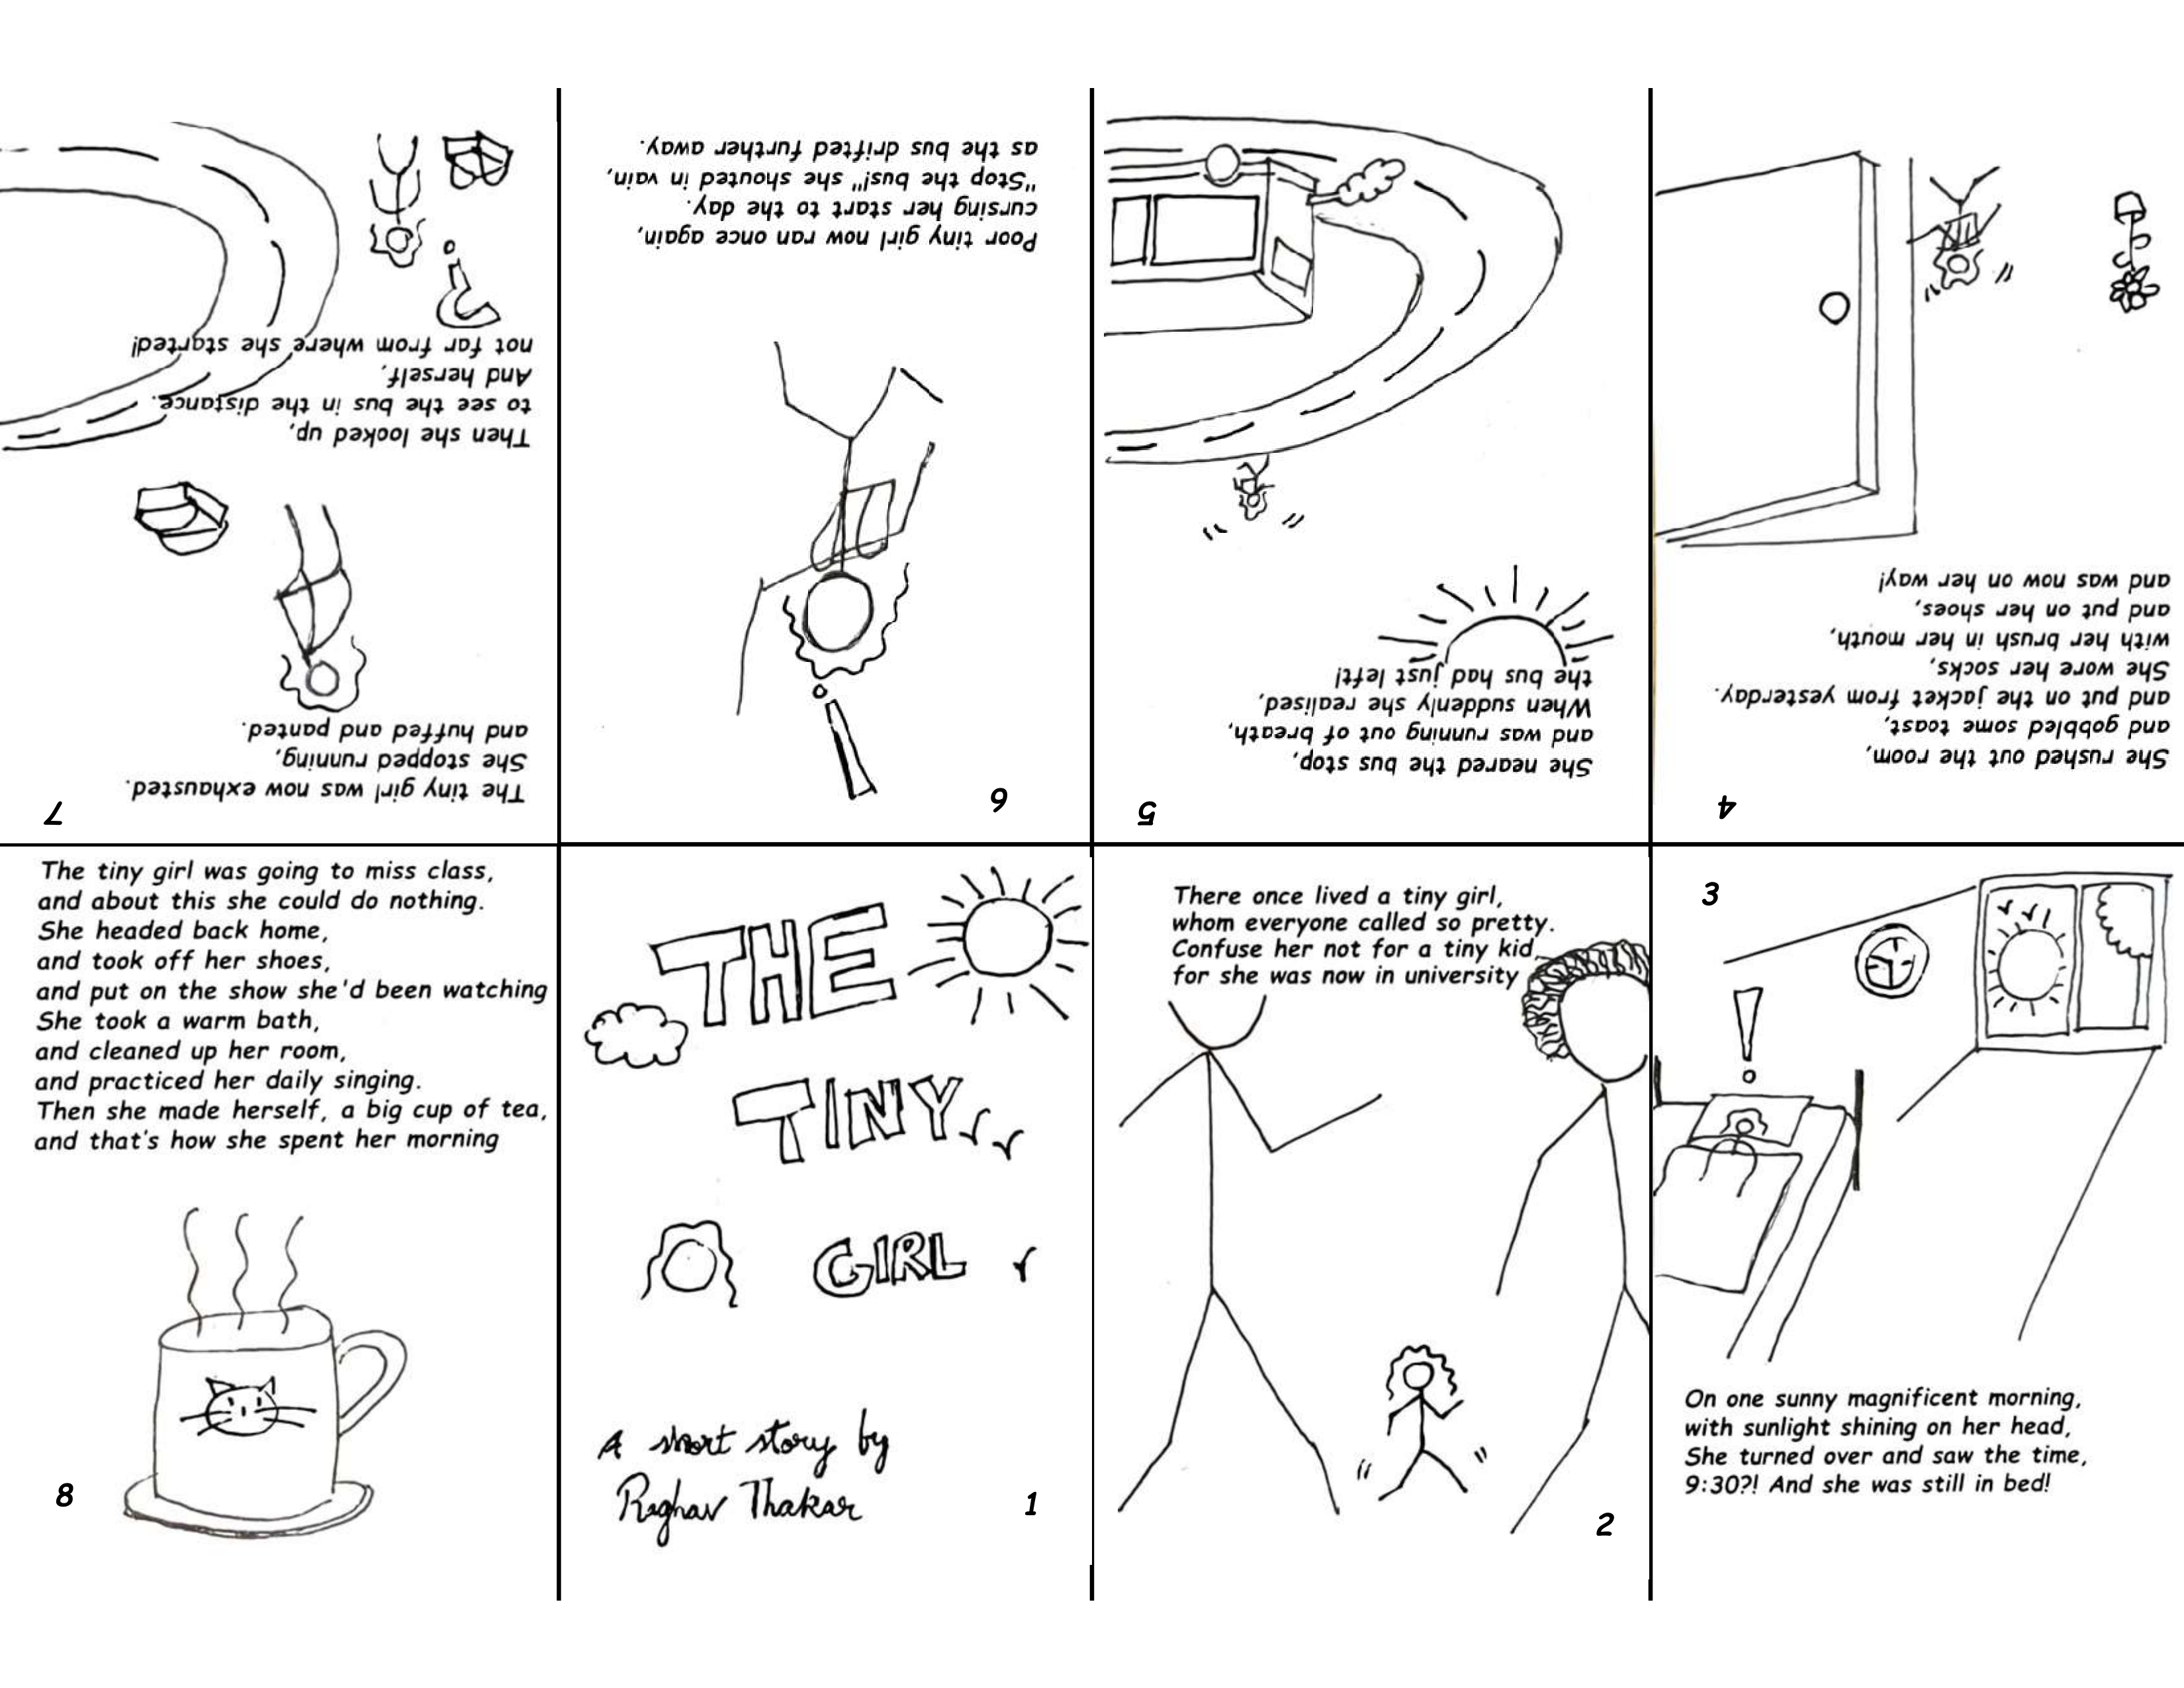 THE
TINY
GIRL
A short story by
Raghav Thakar
1
There once lived a tiny girl,
whom everyone called so pretty.
Confuse her not for a tiny kid,
for she was now in university
2
3
On one sunny magnificent morning,
with sunlight shining on her head,
She turned over and saw the time,
9:30?! And she was still in bed!
4
She rushed out the room,
and gobbled some toast,
and put on the jacket from yesterday.
She wore her socks,
with her brush in her mouth,
and put on her shoes,
and was now on her way!
5
She neared the bus stop,
and was running out of breath,
When suddenly she realised,
the bus had just left!
6
Poor tiny girl now ran once again,
cursing her start to the day.
"Stop the bus!" she shouted in vain,
as the bus drifted further away.
7
The tiny girl was now exhausted.
She stopped running,
and huffed and panted.
Then she looked up,
to see the bus in the distance.
And herself,
not far from where she started!
?
The tiny girl was going to miss class,
and about this she could do nothing.
She headed back home,
and took off her shoes,
and put on the show she'd been watching
She took a warm bath,
and cleaned up her room,
and practiced her daily singing.
Then she made herself, a big cup of tea,
and that's how she spent her morning
8